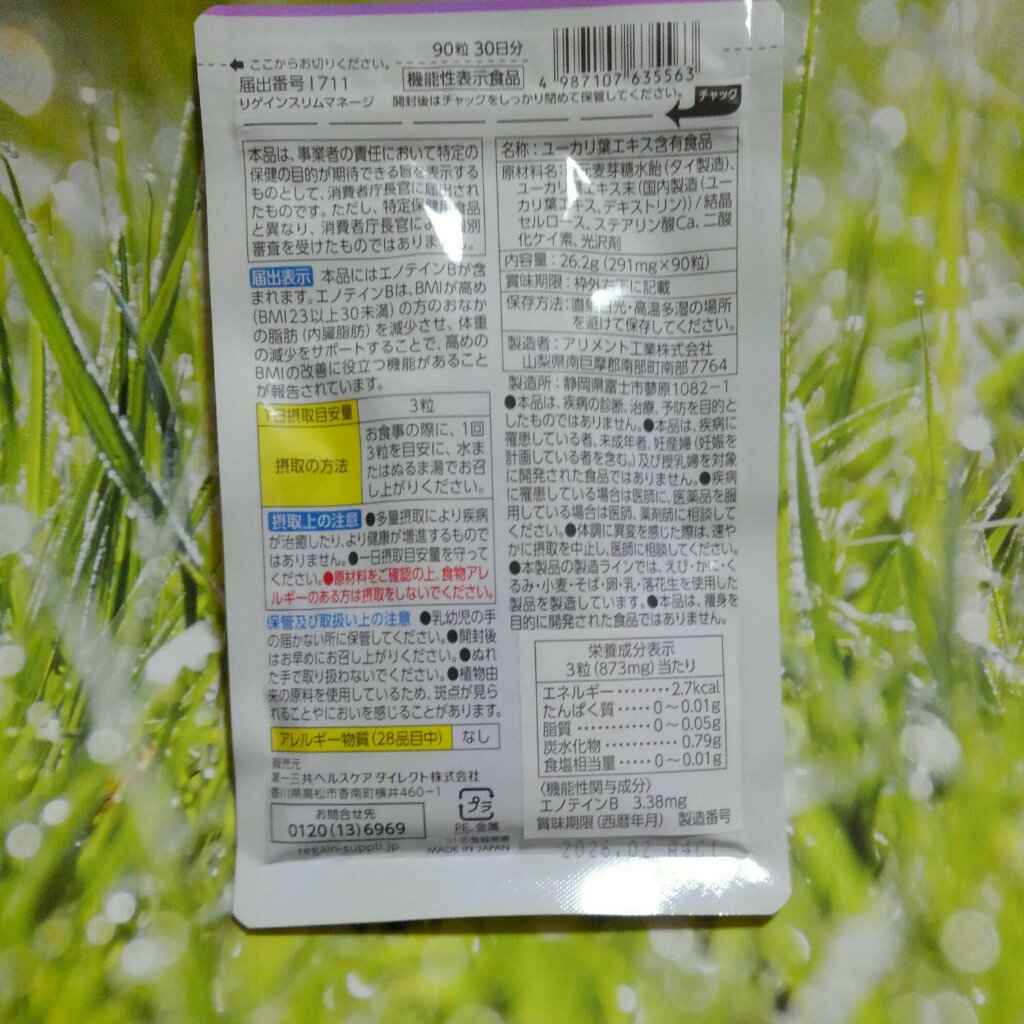 90粒 30日分
ここからお切りください。
届出番号I711
機能性表示食品
4 987107 635563
リゲインスリムマネージ
開封後はチャックをしっかり閉めて保管してください。
チャック
本品は、事業者の責任において特定の
保健の目的が期待できる旨を表示する
ものとして、消費者庁長官に届出され
たものです。ただし、特定保健用食品
と異なり、消費者庁長官による個別
審査を受けたものではありません。
届出表示 本品にはエノテインBが含
まれます。エノテインBは、BMIが高め
(BMI23以上30未満)の方のおなか
の脂肪(内臓脂肪)を減少させ、体重
の減少をサポートすることで、高めの
BMIの改善に役立つ機能があること
が報告されています。
1日摂取目安量 3粒
摂取の方法
お食事の際に、1回
3粒を目安に、水ま
たはぬるま湯でお召
し上がりください。
摂取上の注意 ●多量摂取により疾病
が治癒したり、より健康が増進するもので
はありません。●一日摂取目安量を守って
ください。●原材料をご確認の上、食物アレ
ルギーのある方は摂取をしないでください。
保管及び取扱い上の注意 ●乳幼児の手
の届かない所に保管してください。●開封後
はお早めにお召し上がりください。●ぬれ
た手で取り扱わないでください。●植物由
来の原料を使用しているため、斑点が見ら
れることやにおいを感じることがあります。
アレルギー物質(28品目中) なし
販売元
第一三共ヘルスケア ダイレクト株式会社
香川県高松市香南町横井460−1
お問合せ先
0120(13)6969
regain-suppli.jp
プラ
PE、金属
登録商標
MADE IN JAPAN
名称：ユーカリ葉エキス含有食品
原材料名：元麦芽糖水飴(タイ製造)、
ユーカリ葉エキス末(国内製造(ユー
カリ葉エキス、デキストリン))/結晶
セルロース、ステアリン酸Ca、二酸
化ケイ素、光沢剤
内容量：26.2g(291mg×90粒)
賞味期限：枠外右下に記載
保存方法：直射日光・高温多湿の場所
を避けて保存してください。
製造者：アリメント工業株式会社
山梨県南巨摩郡南部町南部7764
製造所：静岡県富士市蓼原1082−1
●本品は、疾病の診断、治療、予防を目的と
したものではありません。●本品は、疾病に
罹患している者、未成年者、妊産婦(妊娠を
計画している者を含む。)及び授乳婦を対象
に開発された食品ではありません。●疾病
に罹患している場合は医師に、医薬品を服
用している場合は医師、薬剤師に相談して
ください。●体調に異変を感じた際は、速や
かに摂取を中止し、医師に相談してください。
●本製品の製造ラインでは、えび・かに・く
るみ・小麦・そば・卵・乳・落花生を使用した
製品を製造しています。●本品は、痩身を
目的に開発された食品ではありません。
栄養成分表示
3粒(873mg)当たり
エネルギー・・・・・・・・2.7kcal
たんぱく質・・・・・0～0.01g
脂質・・・・・・・・・・0～0.05g
炭水化物・・・・・・・・・・・0.79g
食塩相当量・・・・・0～0.01g
〈機能性関与成分〉
エノテインB 3.38mg
賞味期限(西暦年月) 製造番号
2026.02 A4C1